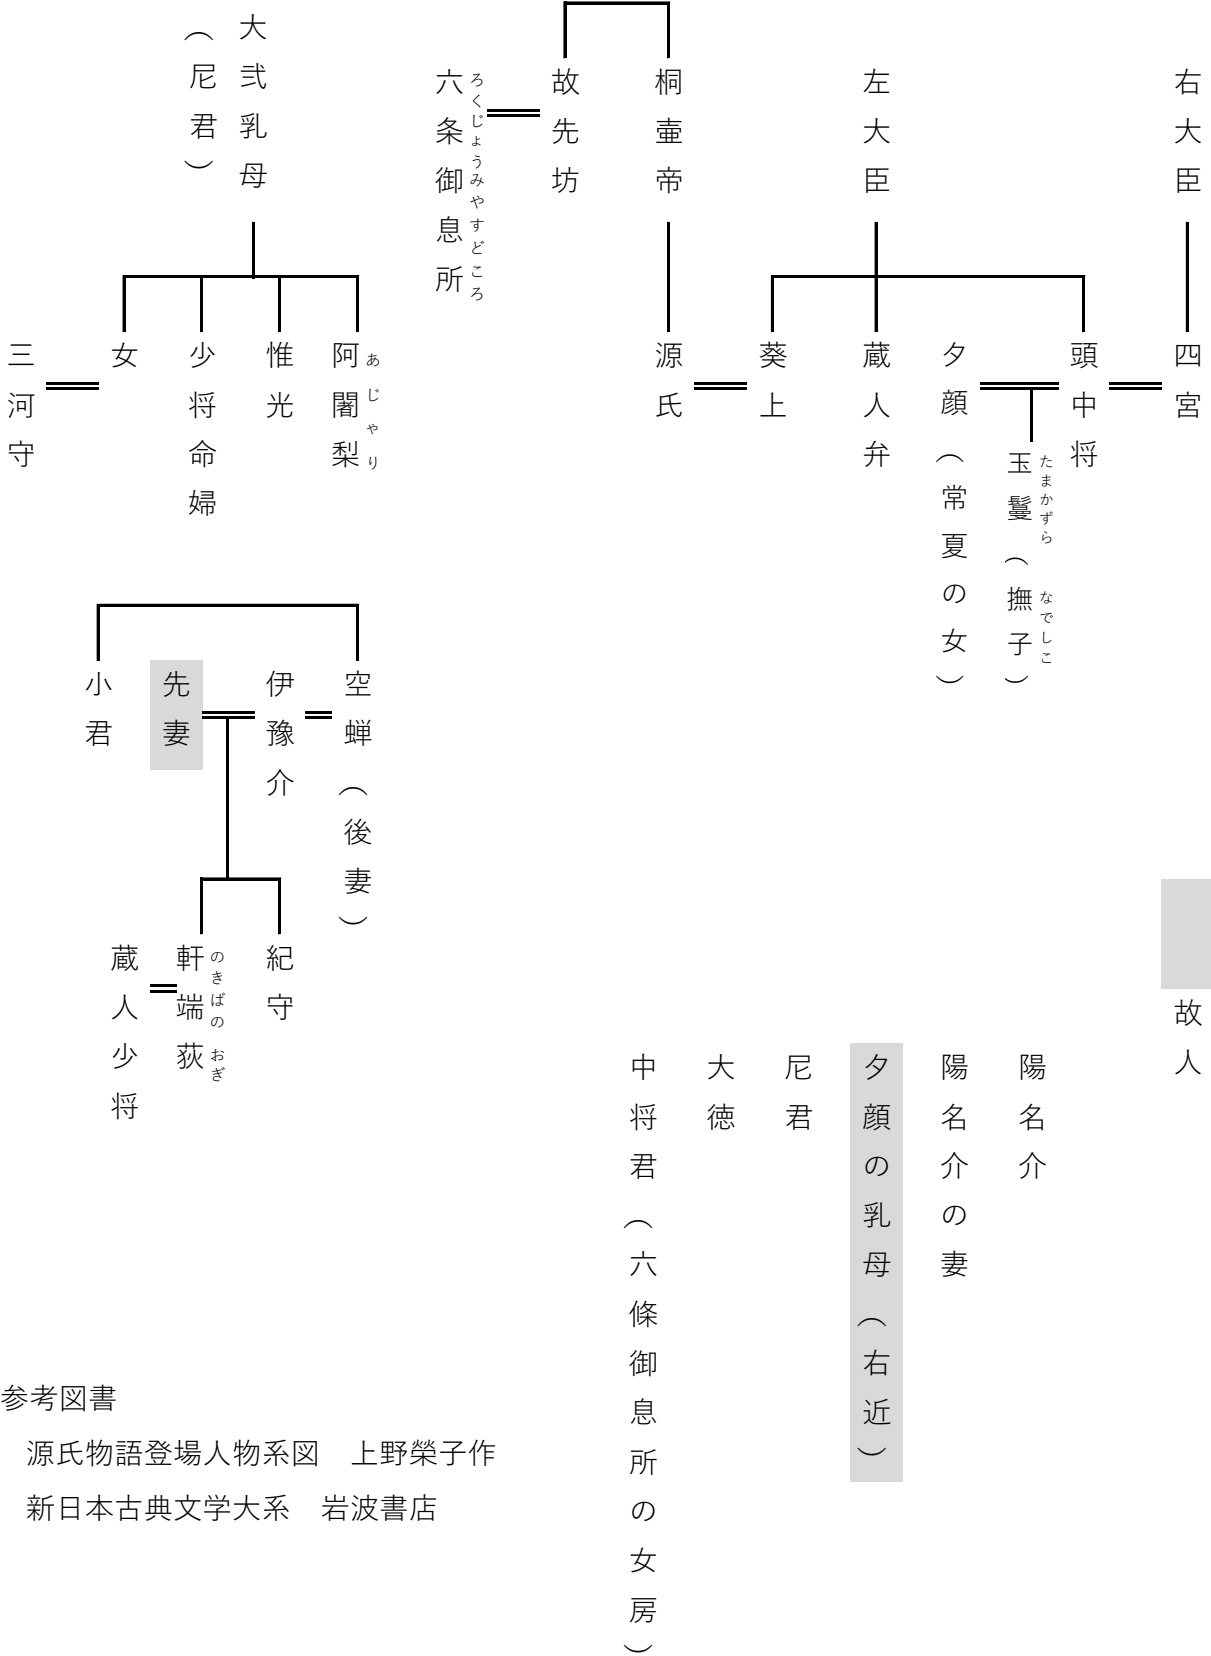 右大臣
四宮
左大臣
頭中将
玉鬘（撫子）
たまかずら
なでしこ
夕顔（常夏の女）
蔵人弁
葵上
桐壷帝
源氏
故先坊
六条御息所
ろくじょうみやすどころ
大弐乳母
（尼君）
阿闍梨
あじゃり
惟光
少将命婦
女
三河守
空蝉（後妻）
伊豫介
先妻
小君
紀守
軒端荻
のきばのおぎ
蔵人少将
故人
陽名介
陽名介の妻
夕顔の乳母（右近）
尼君
大徳
中将君（六條御息所の女房）
参考図書
源氏物語登場人物系図　上野榮子作
新日本古典文学大系　岩波書店